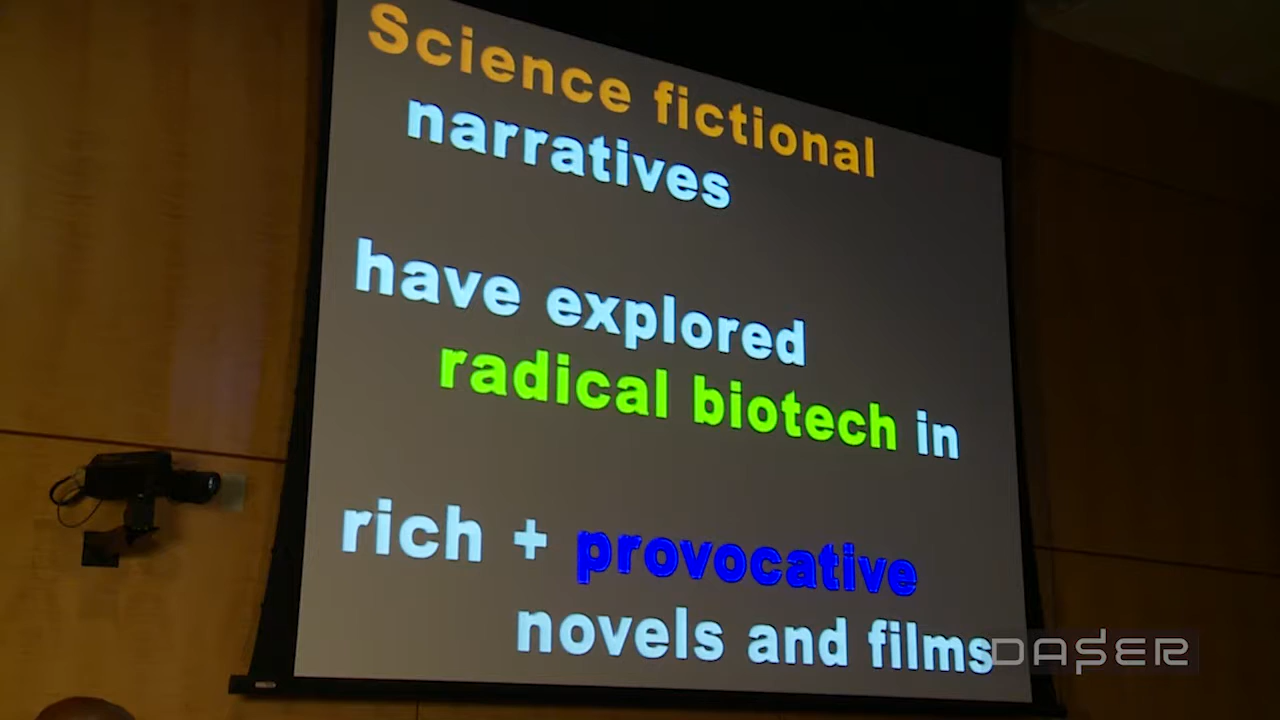 Science fictional
narratives
have explored
radical biotech in
rich + provocative
novels and films
DASER